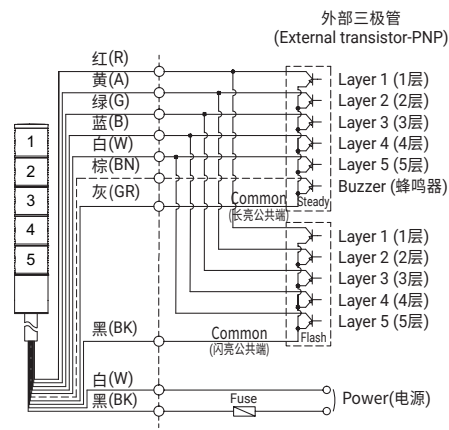 外部三极管
(External transistor-PNP)
红(R)
黄(A)
绿(G)
蓝(B)
白(W)
棕(BN)
灰(GR)
Layer 1 (1层)
Layer 2 (2层)
Layer 3 (3层)
Layer 4 (4层)
Layer 5 (5层)
Buzzer (蜂鸣器)
Common
(长亮公共端)
Steady
1
2
3
4
5
Layer 1 (1层)
Layer 2 (2层)
Layer 3 (3层)
Layer 4 (4层)
Layer 5 (5层)
黑(BK)
Common
(闪亮公共端)
Flash
白(W)
黑(BK)
Fuse
Power(电源)